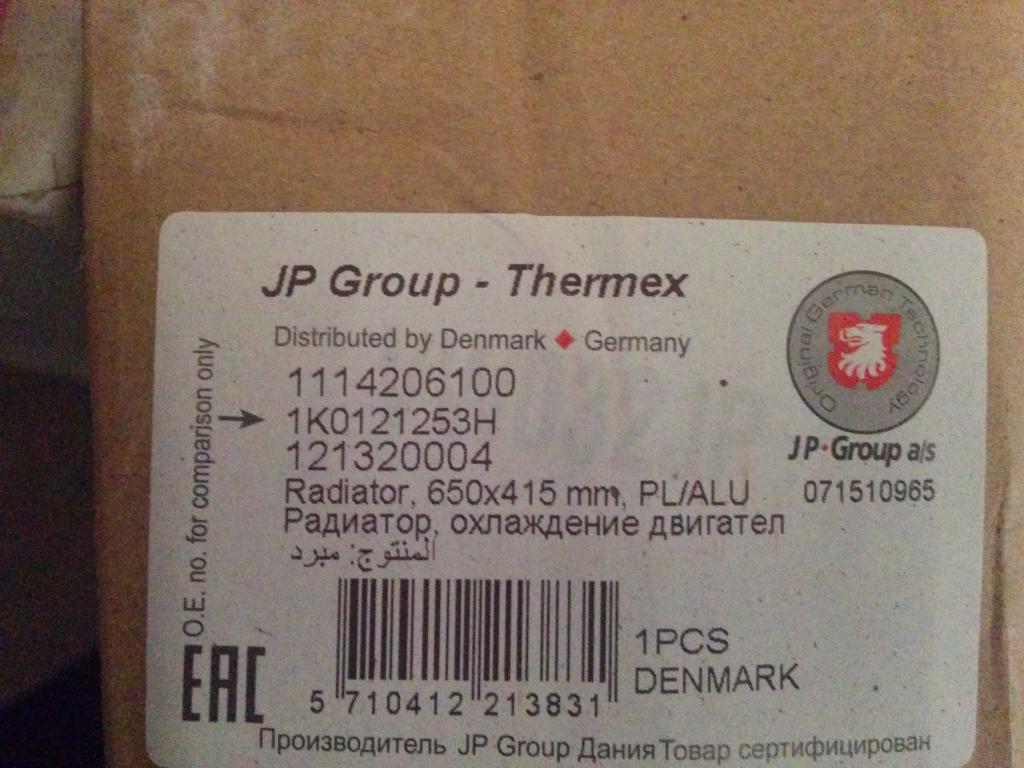 JP Group - Thermex
Distributed by Denmark ♦ Germany
1114206100
1K0121253H
121320004
Radiator, 650x415 mm, PL/ALU
Радиатор, охлаждение двигател
المنتوج: مبرد
O.E. no. for comparison only
Original German Technology
JP·Group a/s
071510965
5 710412 213831
1PCS
DENMARK
EAC
Производитель JP Group Дания Товар сертифицирован